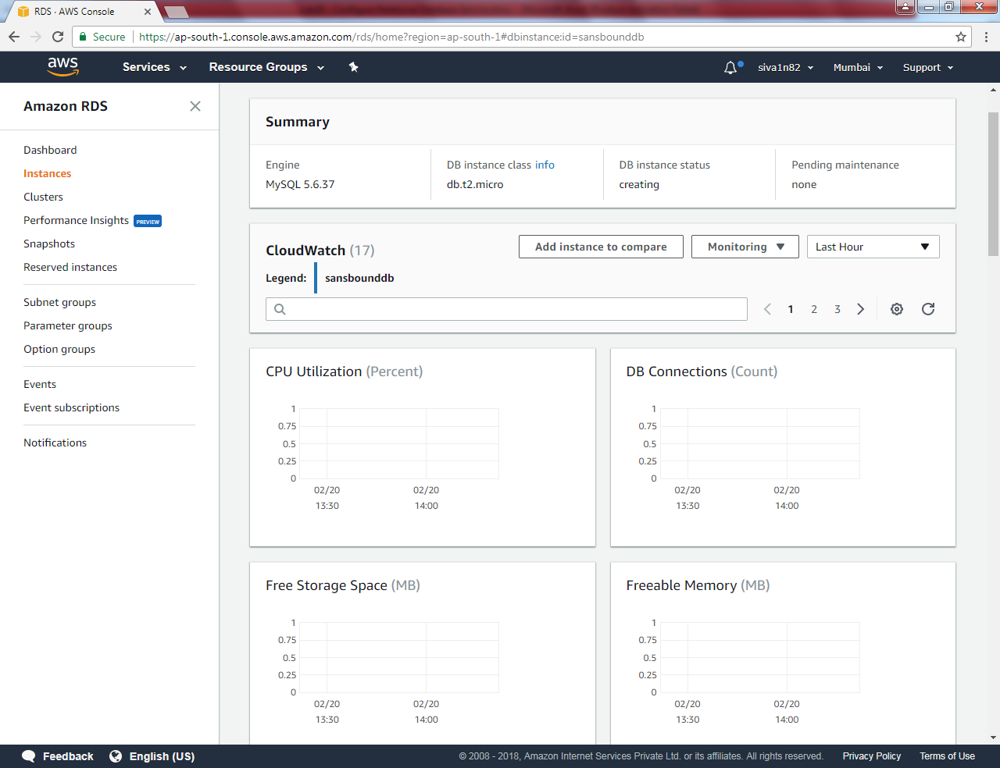 RDS · AWS Console
Secure
https://ap-south-1.console.aws.amazon.com/rds/home?region=ap-south-1#dbinstance:id=sansbounddb
aws
Services
Resource Groups
siva1n82
Mumbai
Support
Amazon RDS
Dashboard
Instances
Clusters
Performance Insights PREVIEW
Snapshots
Reserved instances
Subnet groups
Parameter groups
Option groups
Events
Event subscriptions
Notifications
Summary
Engine
MySQL 5.6.37
DB instance class info
db.t2.micro
DB instance status
creating
Pending maintenance
none
CloudWatch (17)
Add instance to compare
Monitoring
Last Hour
Legend: sansbounddb
1 2 3
CPU Utilization (Percent)
1
0.75
0.5
0.25
0
02/20 02/20
13:30 14:00
DB Connections (Count)
1
0.75
0.5
0.25
0
02/20 02/20
13:30 14:00
Free Storage Space (MB)
1
0.75
0.5
0.25
0
02/20 02/20
13:30 14:00
Freeable Memory (MB)
1
0.75
0.5
0.25
0
02/20 02/20
13:30 14:00
Feedback
English (US)
© 2008 - 2018, Amazon Internet Services Private Ltd. or its affiliates. All rights reserved.
Privacy Policy
Terms of Use